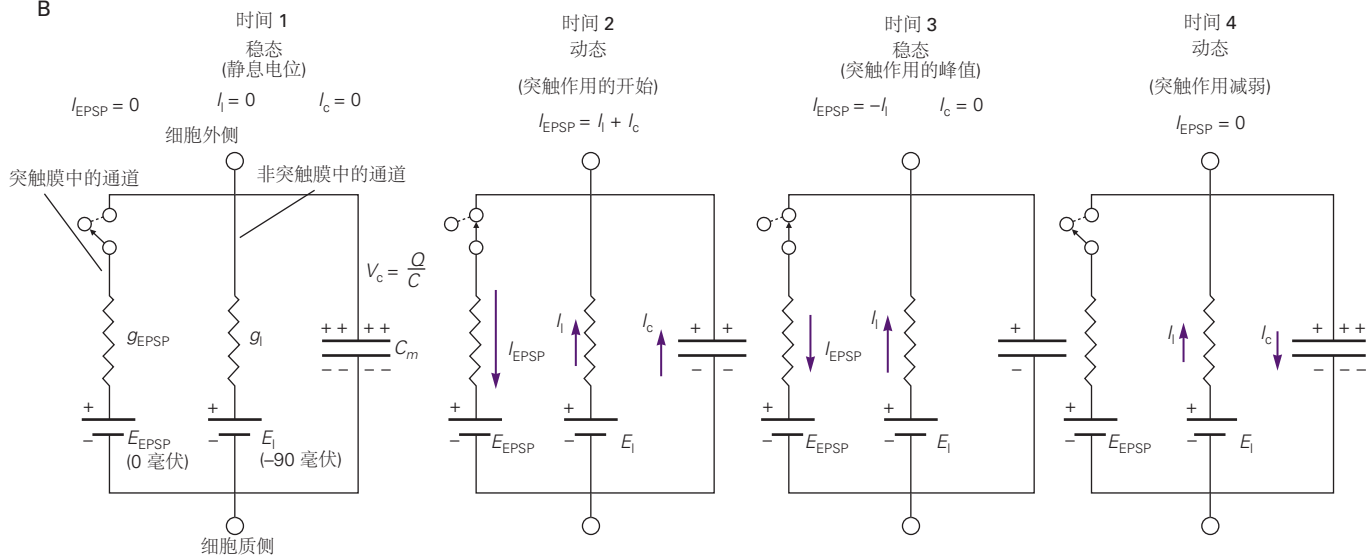 B
时间 1
稳态
(静息电位)
I_EPSP = 0
I_l = 0
I_c = 0
细胞外侧
突触膜中的通道
非突触膜中的通道
V_c = Q/C
g_EPSP
g_l
+ + + +
C_m
− − − −
+
−
E_EPSP
(0 毫伏)
+
−
E_l
(−90 毫伏)
细胞质侧
时间 2
动态
(突触作用的开始)
I_EPSP = I_l + I_c
I_EPSP
I_l
I_c
+ +
− −
+
−
E_EPSP
+
−
E_l
时间 3
稳态
(突触作用的峰值)
I_EPSP = −I_l
I_c = 0
I_EPSP
I_l
+
−
+
−
E_EPSP
+
−
E_l
时间 4
动态
(突触作用减弱)
I_EPSP = 0
I_l
I_c
+ + +
− − −
+
−
E_EPSP
+
−
E_l